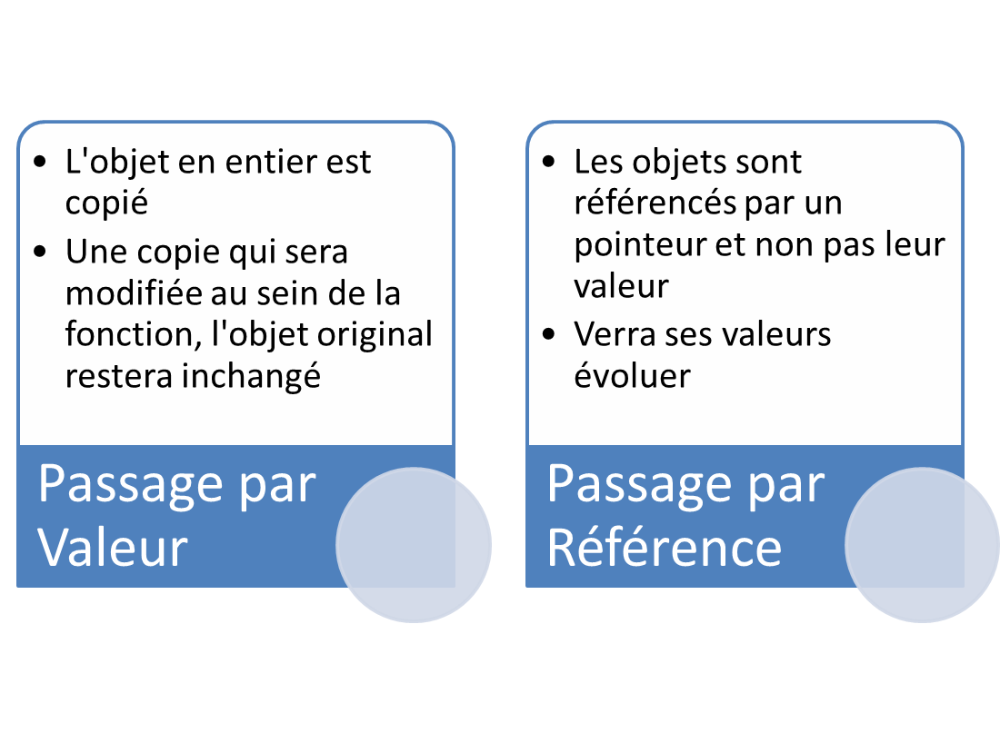 • L'objet en entier est
copié
• Une copie qui sera
modifiée au sein de la
fonction, l'objet original
restera inchangé
Passage par
Valeur
• Les objets sont
référencés par un
pointeur et non pas leur
valeur
• Verra ses valeurs
évoluer
Passage par
Référence